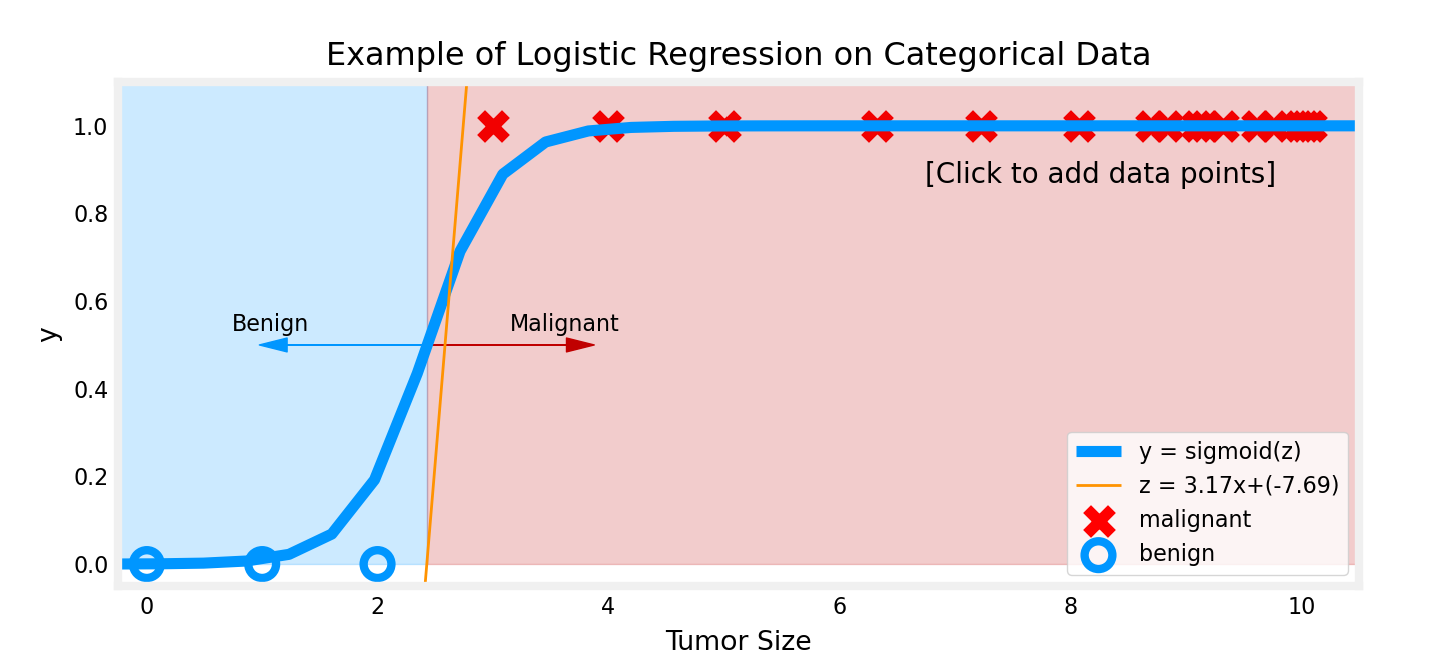 Example of Logistic Regression on Categorical Data
1.0
[Click to add data points]
0.8
0.6
Benign
Malignant
y
0.4
y = sigmoid(z)
0.2
z = 3.17x+(-7.69)
malignant
benign
0.0
0 2 4 6 8 10
Tumor Size